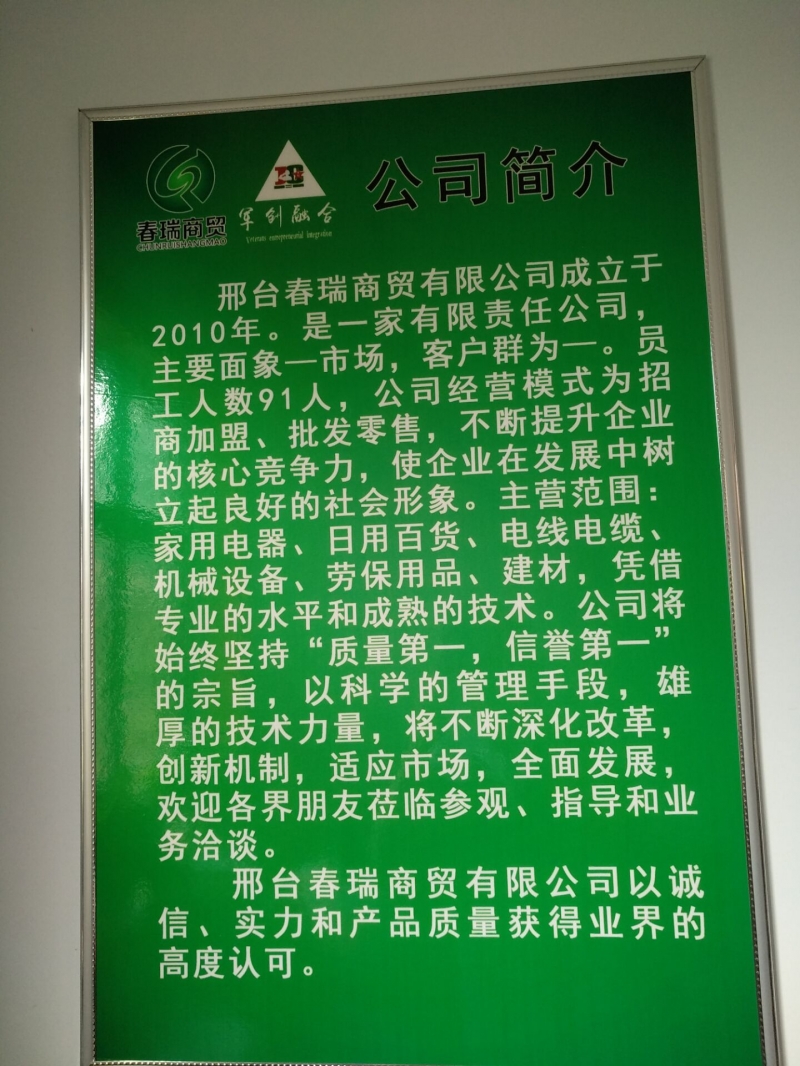 春瑞商贸
CHUNRUISHANGMAO
军创融合
Veteran entrepreneurial integration
公司简介
邢台春瑞商贸有限公司成立于
2010年。是一家有限责任公司，
主要面象—市场，客户群为—。员
工人数91人，公司经营模式为招
商加盟、批发零售，不断提升企业
的核心竞争力，使企业在发展中树
立起良好的社会形象。主营范围：
家用电器、日用百货、电线电缆、
机械设备、劳保用品、建材，凭借
专业的水平和成熟的技术。公司将
始终坚持“质量第一，信誉第一”
的宗旨，以科学的管理手段，雄
厚的技术力量，将不断深化改革，
创新机制，适应市场，全面发展，
欢迎各界朋友莅临参观、指导和业
务洽谈。
邢台春瑞商贸有限公司以诚
信、实力和产品质量获得业界的
高度认可。